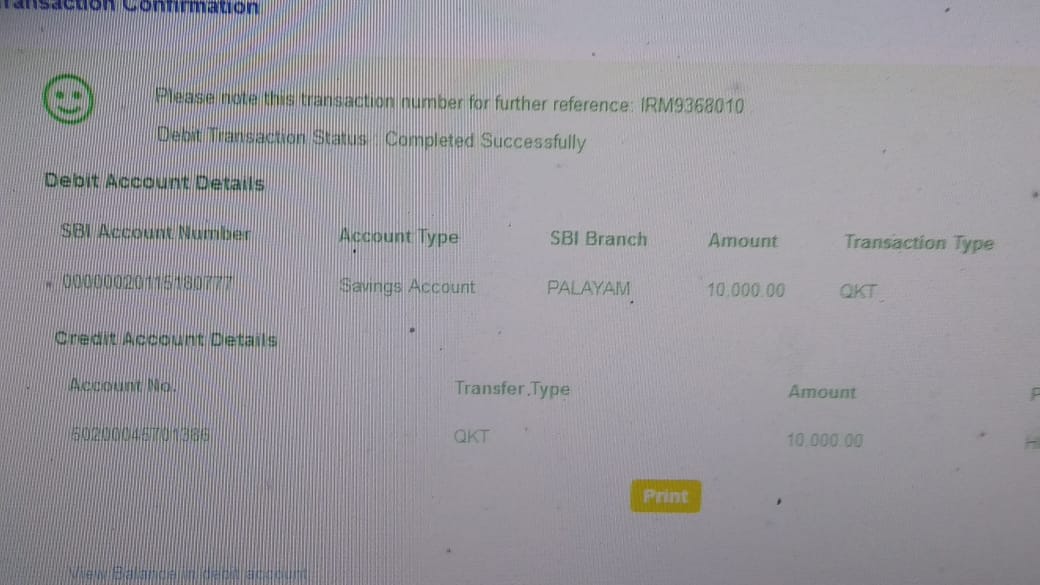 Transaction Confirmation
Please note this transaction number for further reference: IRM9368010
Debit Transaction Status : Completed Successfully
Debit Account Details
SBI Account Number Account Type SBI Branch Amount Transaction Type
00000020115180777 Savings Account PALAYAM 10,000.00 QKT
Credit Account Details
Account No. Transfer Type Amount
50200045701386 QKT 10,000.00
Print
View Balance in debit account